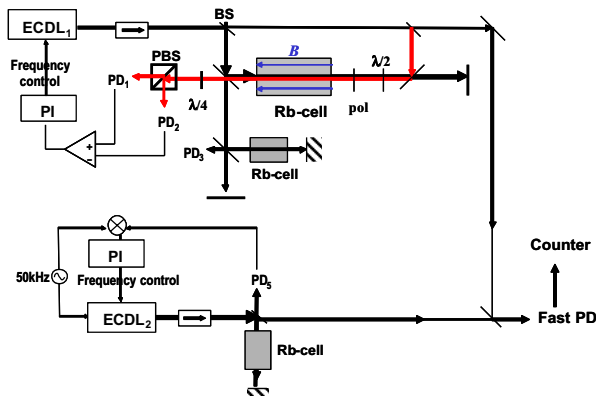 BS
ECDL1
PBS
B
λ/2
Frequency
control
PD1
λ/4
pol
Rb-cell
PI
PD2
+
−
PD3
Rb-cell
Counter
PI
50kHz
Frequency control
PD5
ECDL2
Fast PD
Rb-cell